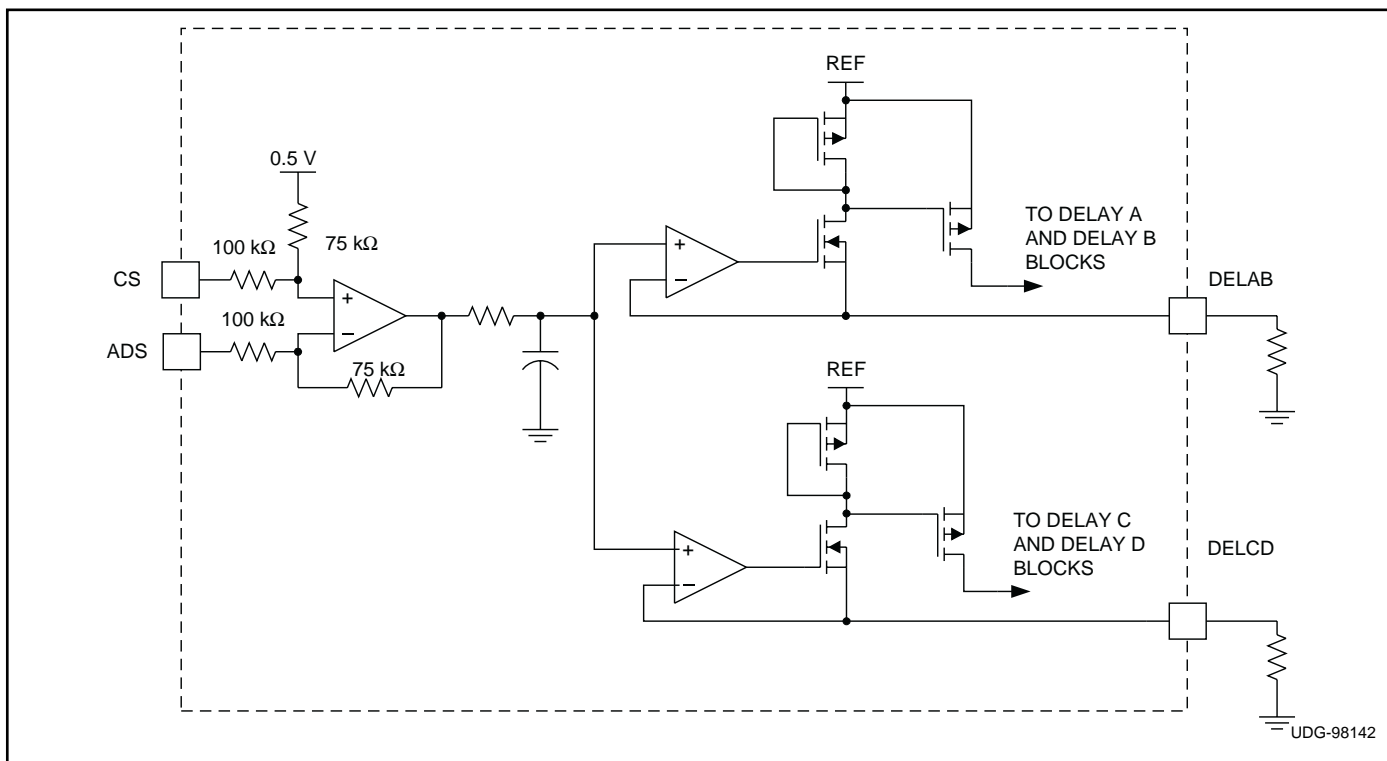 REF
0.5 V
75 kΩ
100 kΩ
CS
+
−
100 kΩ
ADS
75 kΩ
+
−
TO DELAY A
AND DELAY B
BLOCKS
DELAB
REF
+
−
TO DELAY C
AND DELAY D
BLOCKS
DELCD
UDG-98142